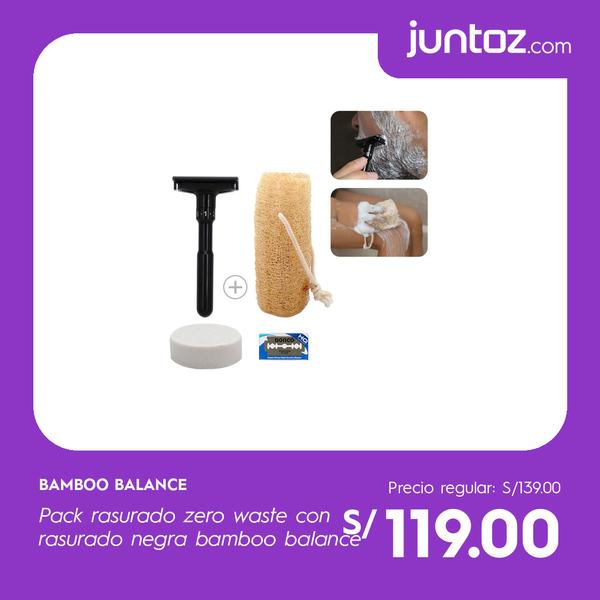 juntoz.com
DORCO
BAMBOO BALANCE
Precio regular: S/139.00
Pack rasurado zero waste con
rasurado negra bamboo balance
S/119.00